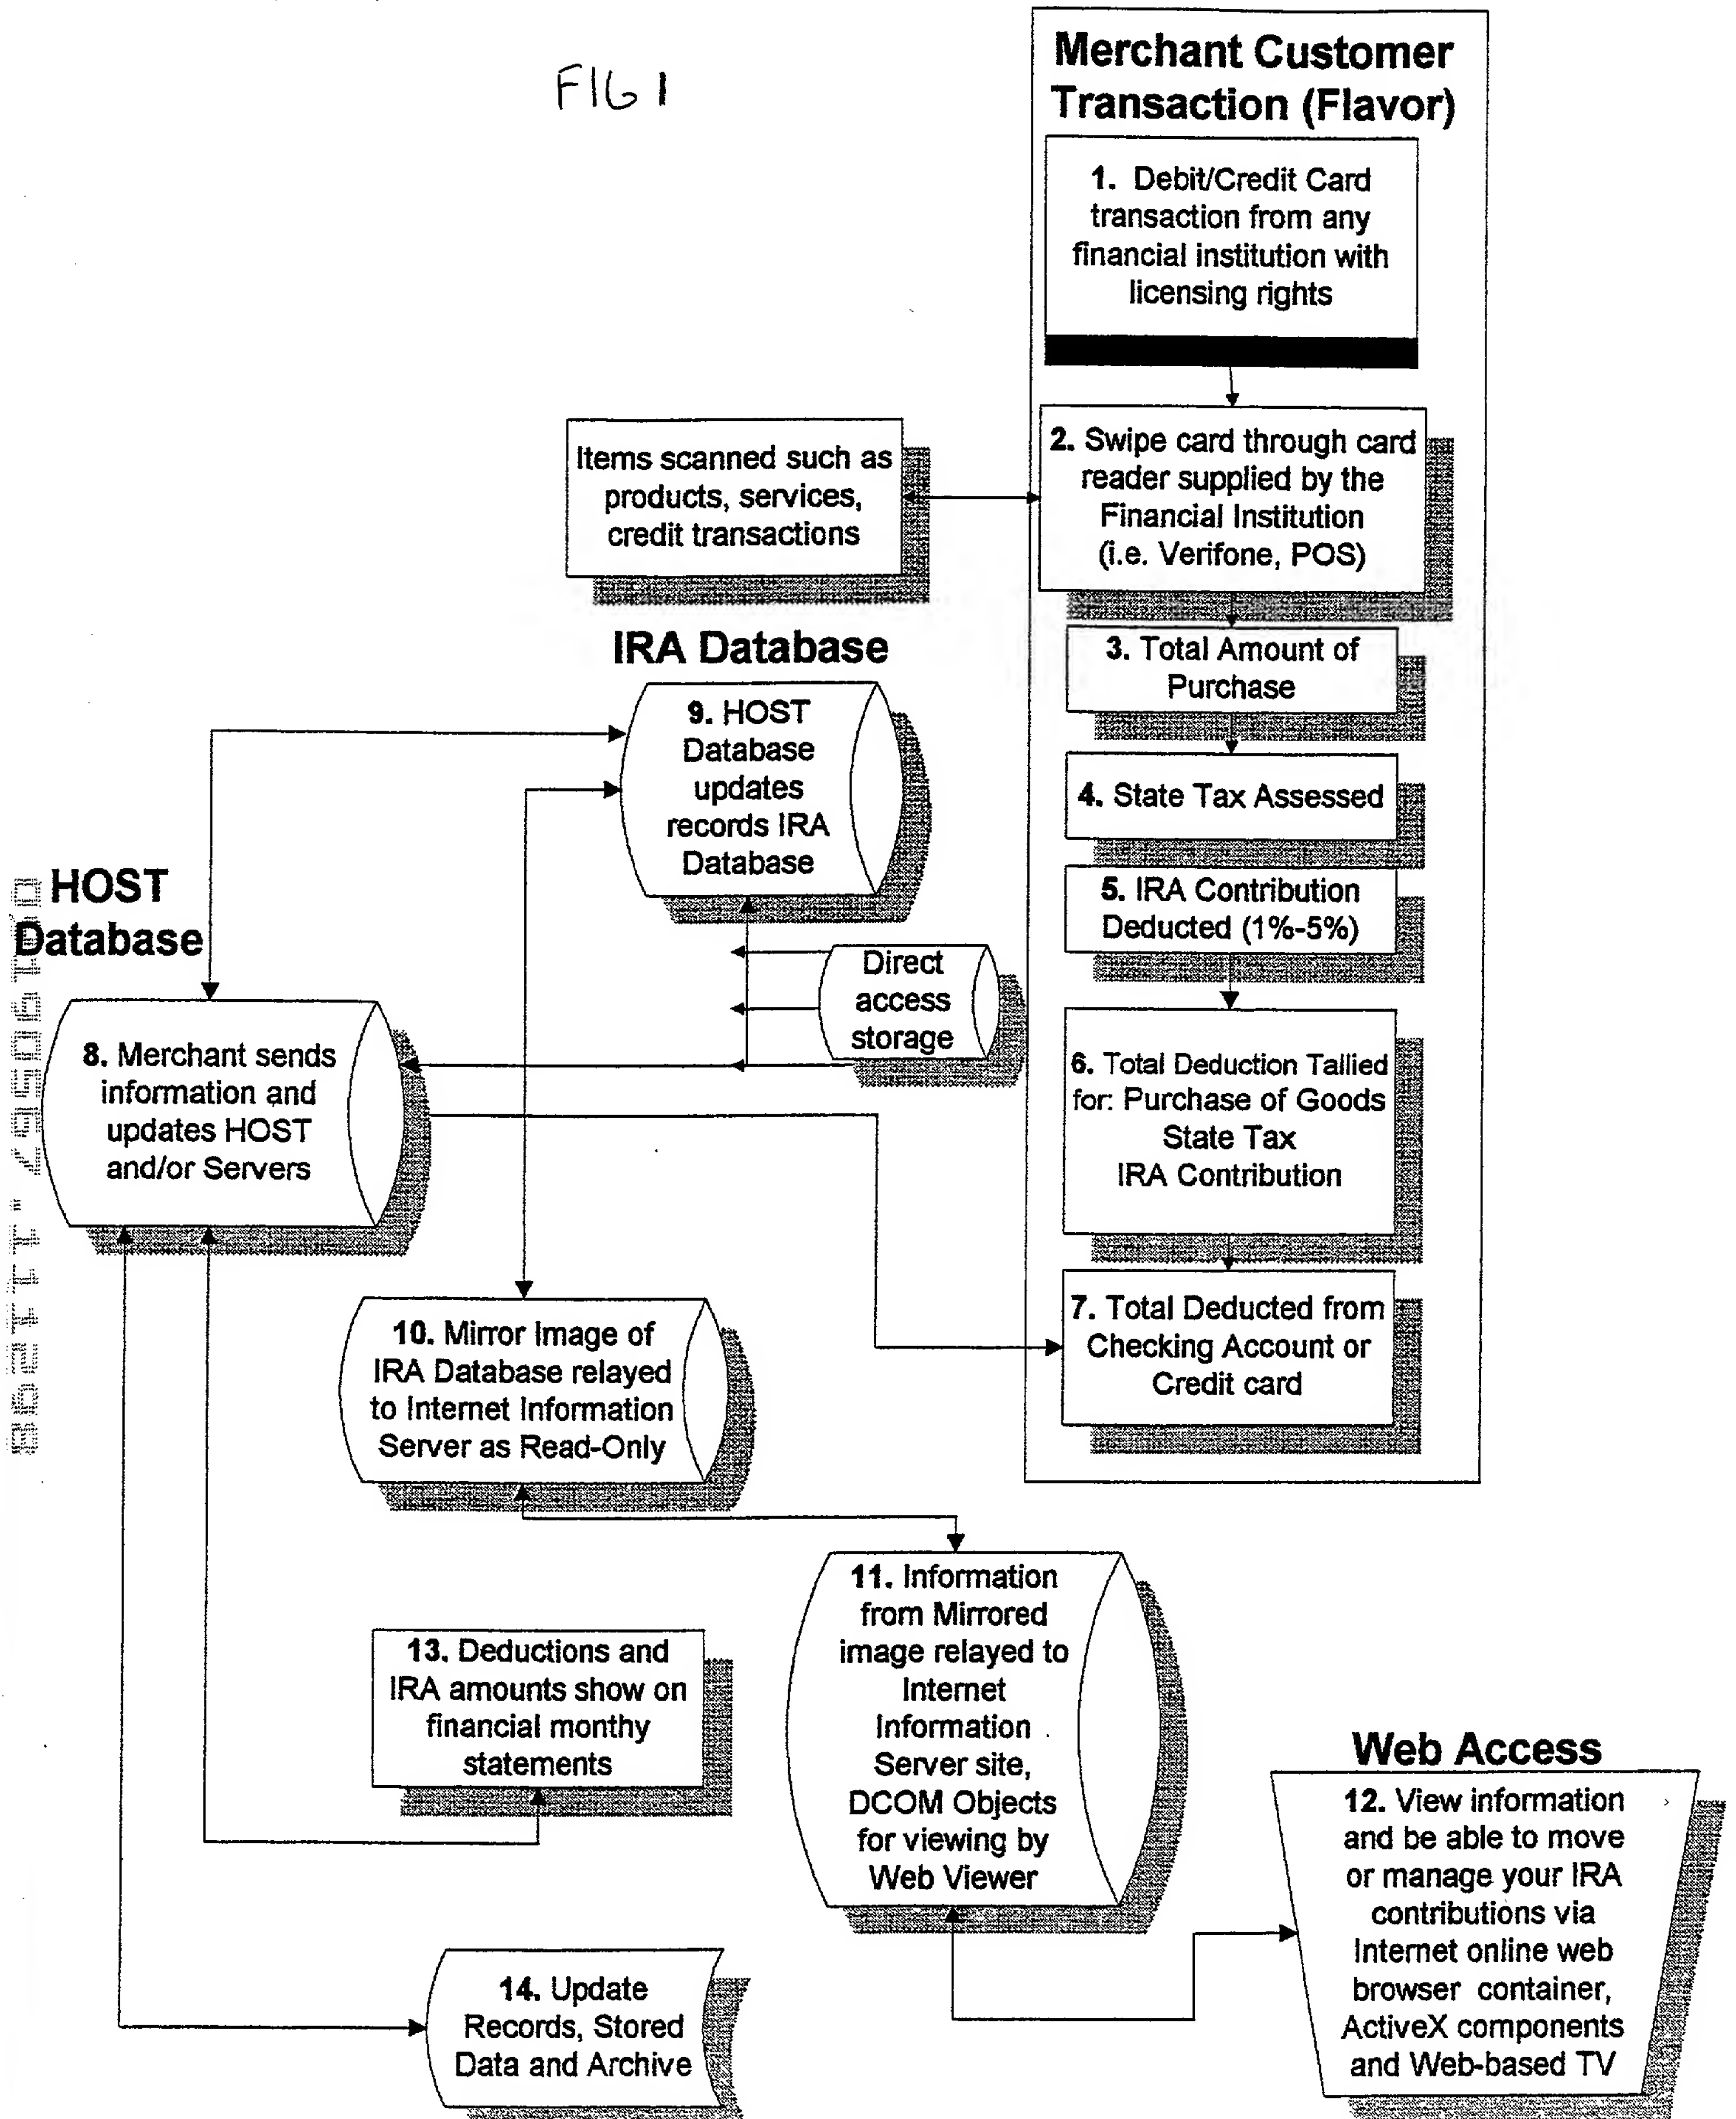 FIG 1
Merchant Customer
Transaction (Flavor)
1. Debit/Credit Card
transaction from any
financial institution with
licensing rights
Items scanned such as
products, services,
credit transactions
2. Swipe card through card
reader supplied by the
Financial Institution
(i.e. Verifone, POS)
3. Total Amount of
Purchase
4. State Tax Assessed
5. IRA Contribution
Deducted (1%-5%)
6. Total Deduction Tallied
for: Purchase of Goods
State Tax
IRA Contribution
7. Total Deducted from
Checking Account or
Credit card
IRA Database
9. HOST
Database
updates
records IRA
Database
Direct
access
storage
HOST
Database
8. Merchant sends
information and
updates HOST
and/or Servers
10. Mirror Image of
IRA Database relayed
to Internet Information
Server as Read-Only
11. Information
from Mirrored
image relayed to
Internet
Information
Server site,
DCOM Objects
for viewing by
Web Viewer
13. Deductions and
IRA amounts show on
financial monthy
statements
Web Access
12. View information
and be able to move
or manage your IRA
contributions via
Internet online web
browser container,
ActiveX components
and Web-based TV
14. Update
Records, Stored
Data and Archive